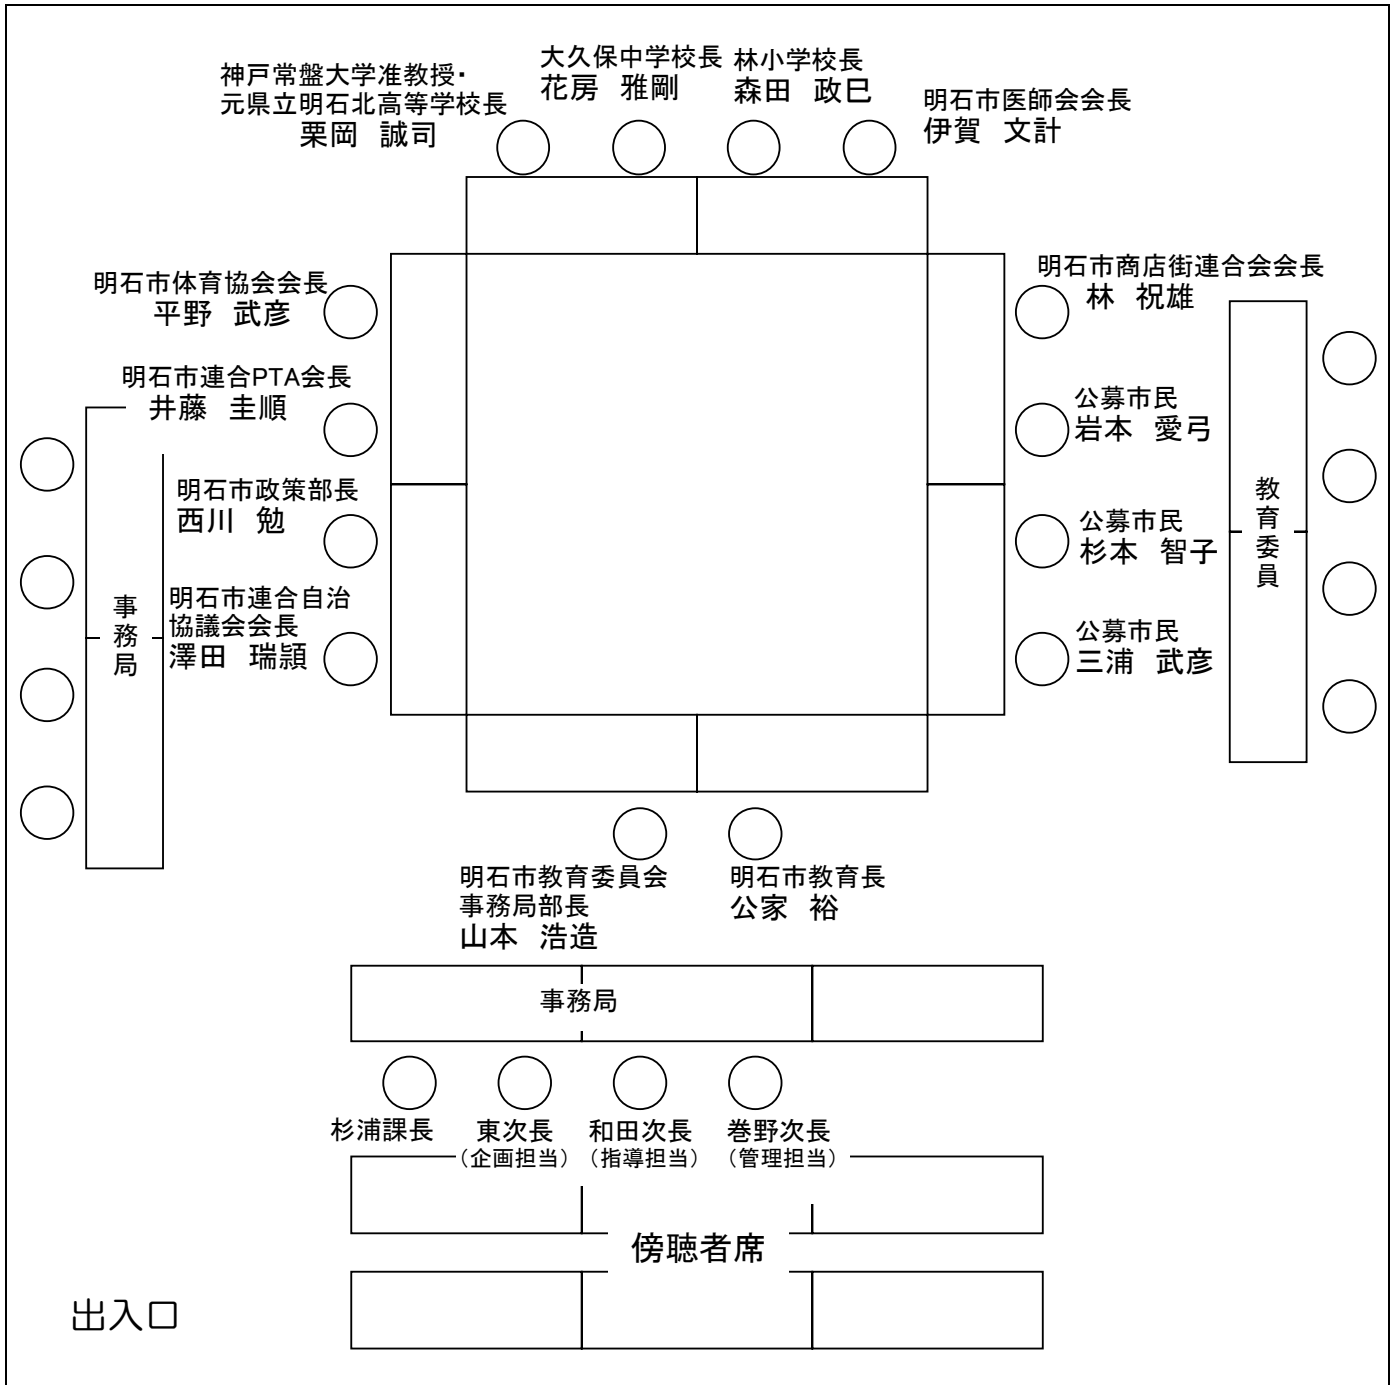 神戸常盤大学准教授・
元県立明石北高等学校長
栗岡 誠司
大久保中学校長
花房 雅剛
林小学校長
森田 政巳
明石市医師会会長
伊賀 文計
明石市体育協会会長
平野 武彦
明石市商店街連合会会長
林 祝雄
明石市連合PTA会長
井藤 圭順
公募市民
岩本 愛弓
明石市政策部長
西川 勉
公募市民
杉本 智子
教育委員
明石市連合自治
協議会会長
澤田 瑞頴
事務局
公募市民
三浦 武彦
明石市教育委員会
事務局部長
山本 浩造
明石市教育長
公家 裕
事務局
杉浦課長
東次長
(企画担当)
和田次長
(指導担当)
巻野次長
(管理担当)
傍聴者席
出入口